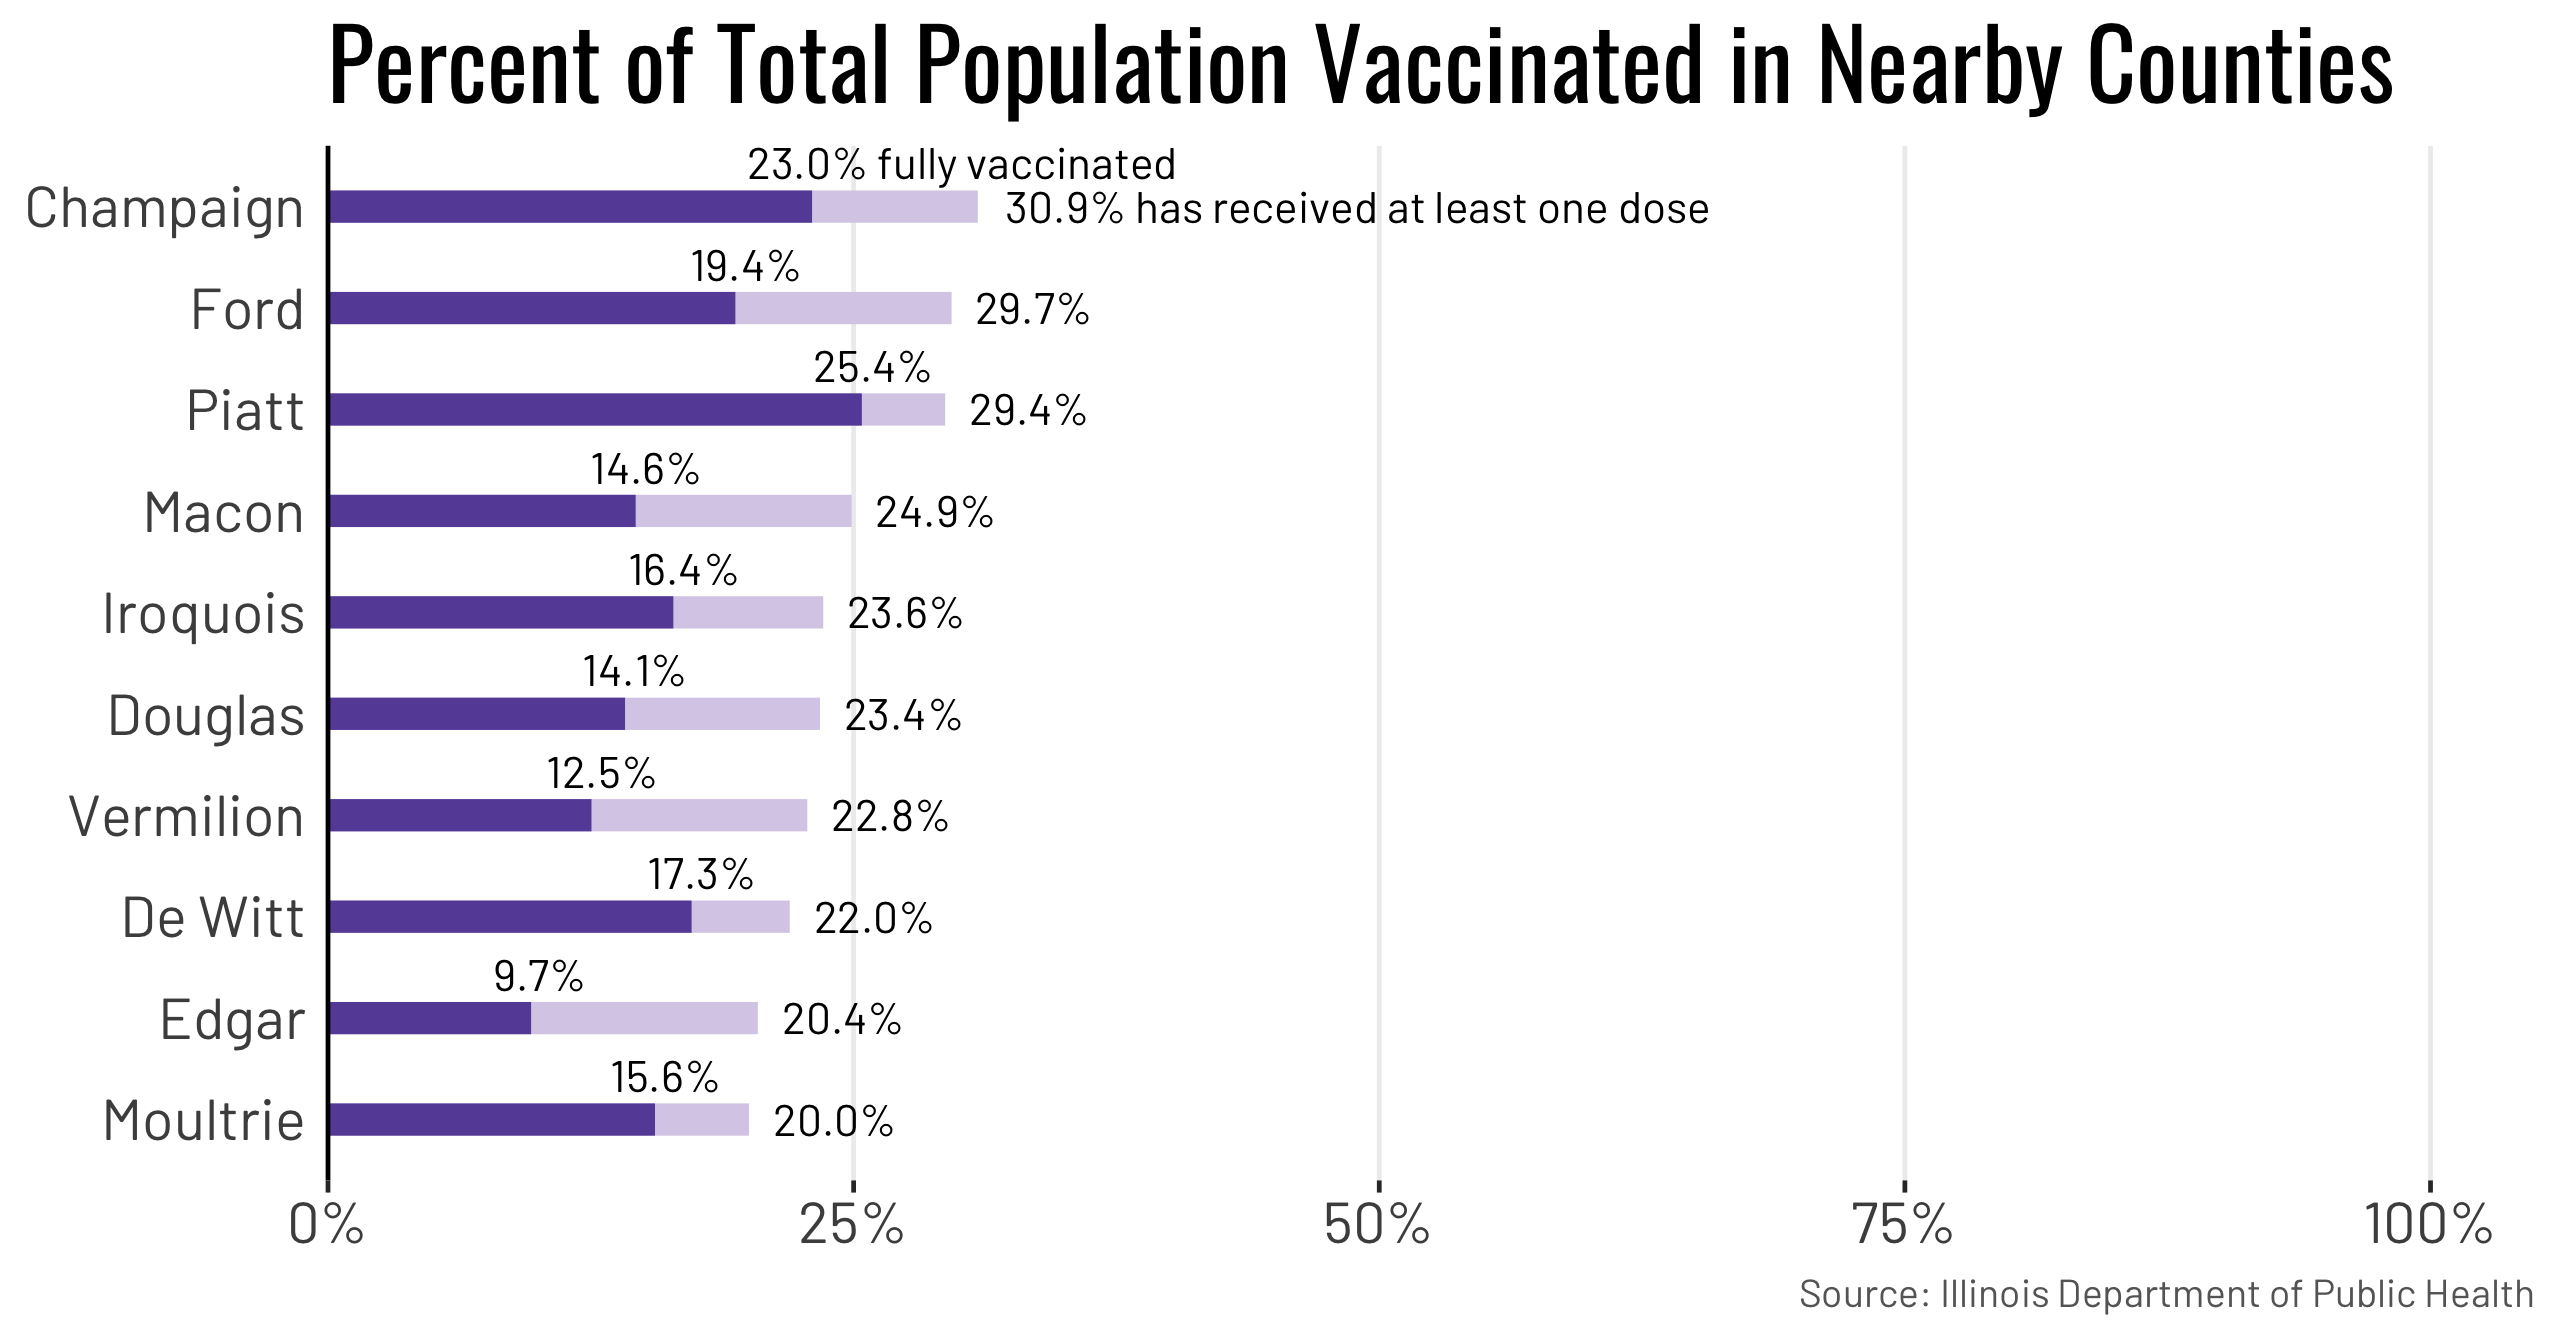 Percent of Total Population Vaccinated in Nearby Counties
23.0% fully vaccinated
Champaign
30.9% has received at least one dose
19.4%
Ford
29.7%
25.4%
Piatt
29.4%
14.6%
Macon
24.9%
16.4%
Iroquois
23.6%
14.1%
Douglas
23.4%
12.5%
Vermilion
22.8%
17.3%
De Witt
22.0%
9.7%
Edgar
20.4%
15.6%
Moultrie
20.0%
0%
25%
50%
75%
100%
Source: Illinois Department of Public Health